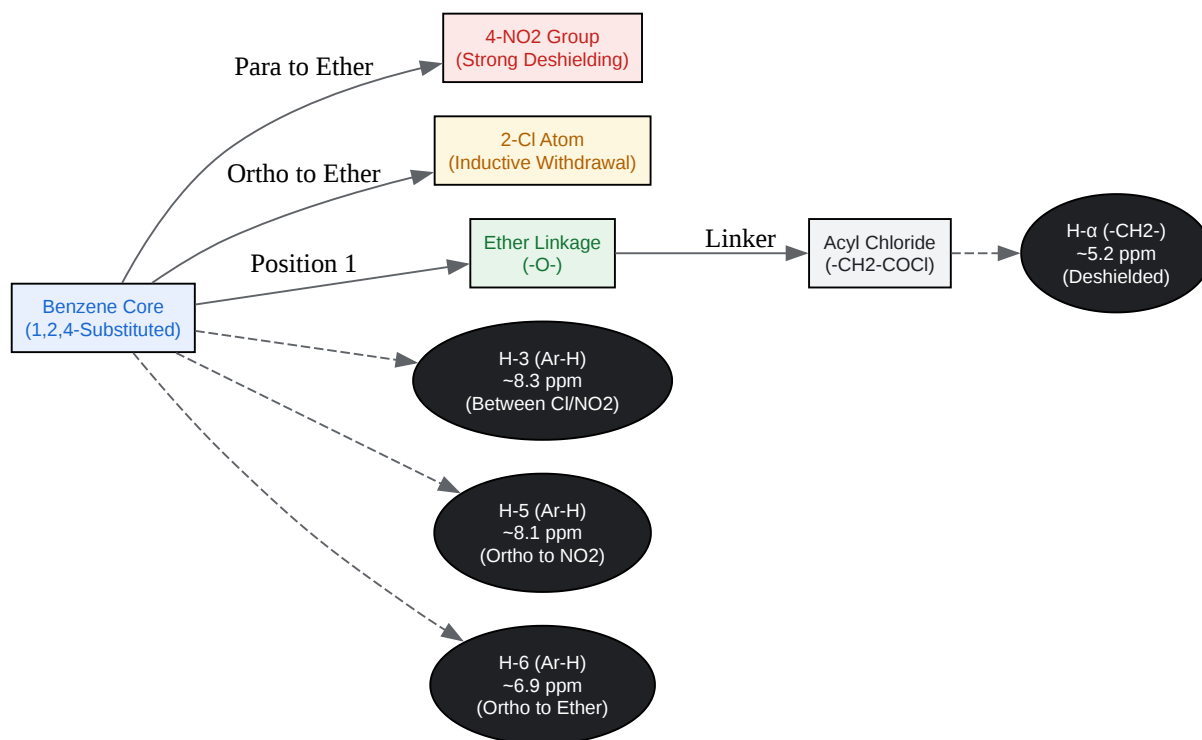 4-NO2 Group
(Strong Deshielding)
Para to Ether
2-Cl Atom
(Inductive Withdrawal)
Ortho to Ether
Ether Linkage
(-O-)
Linker
Acyl Chloride
(-CH2-COCl)
H-α (-CH2-)
~5.2 ppm
(Deshielded)
Position 1
Benzene Core
(1,2,4-Substituted)
H-3 (Ar-H)
~8.3 ppm
(Between Cl/NO2)
H-5 (Ar-H)
~8.1 ppm
(Ortho to NO2)
H-6 (Ar-H)
~6.9 ppm
(Ortho to Ether)